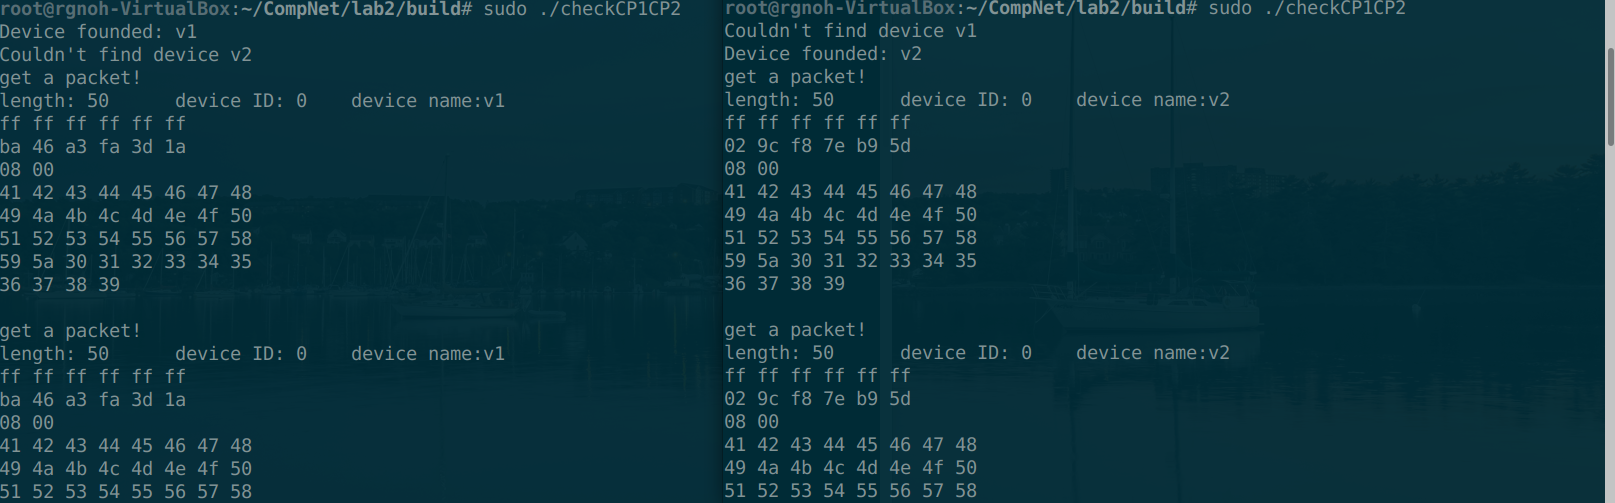 root@rgnoh-VirtualBox:~/CompNet/lab2/build# sudo ./checkCP1CP2
Device founded: v1
Couldn't find device v2
get a packet!
length: 50      device ID: 0    device name:v1
ff ff ff ff ff ff
ba 46 a3 fa 3d 1a
08 00
41 42 43 44 45 46 47 48
49 4a 4b 4c 4d 4e 4f 50
51 52 53 54 55 56 57 58
59 5a 30 31 32 33 34 35
36 37 38 39
get a packet!
length: 50      device ID: 0    device name:v1
ff ff ff ff ff ff
ba 46 a3 fa 3d 1a
08 00
41 42 43 44 45 46 47 48
49 4a 4b 4c 4d 4e 4f 50
51 52 53 54 55 56 57 58
root@rgnoh-VirtualBox:~/CompNet/lab2/build# sudo ./checkCP1CP2
Couldn't find device v1
Device founded: v2
get a packet!
length: 50      device ID: 0    device name:v2
ff ff ff ff ff ff
02 9c f8 7e b9 5d
08 00
41 42 43 44 45 46 47 48
49 4a 4b 4c 4d 4e 4f 50
51 52 53 54 55 56 57 58
59 5a 30 31 32 33 34 35
36 37 38 39
get a packet!
length: 50      device ID: 0    device name:v2
ff ff ff ff ff ff
02 9c f8 7e b9 5d
08 00
41 42 43 44 45 46 47 48
49 4a 4b 4c 4d 4e 4f 50
51 52 53 54 55 56 57 58